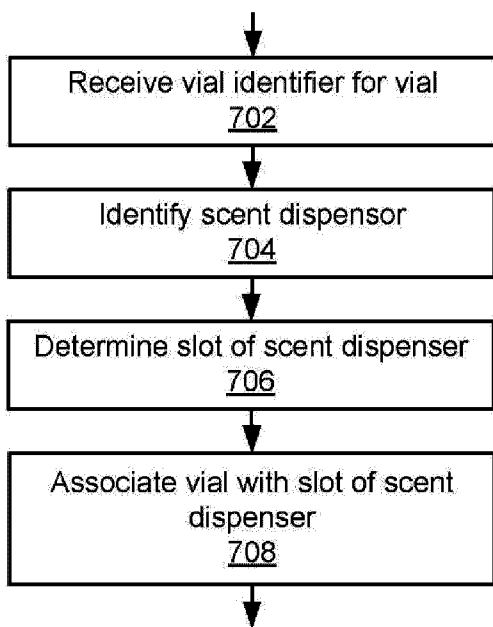 Receive vial identifier for vial
702
Identify scent dispensor
704
Determine slot of scent dispenser
706
Associate vial with slot of scent
dispenser
708